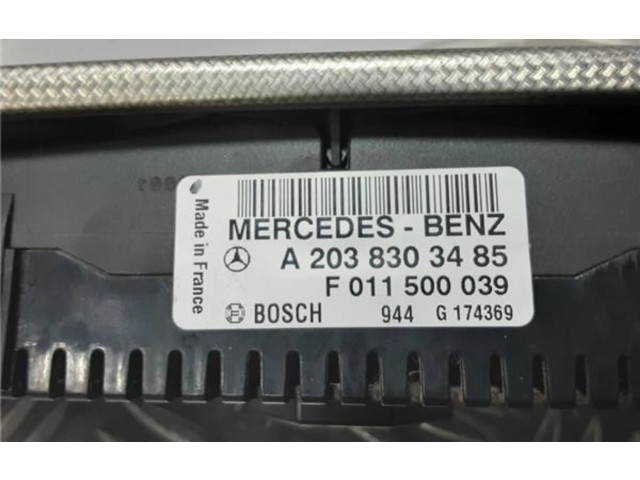 Made in France
MERCEDES - BENZ
A 203 830 34 85
F 011 500 039
BOSCH 944 G 174369